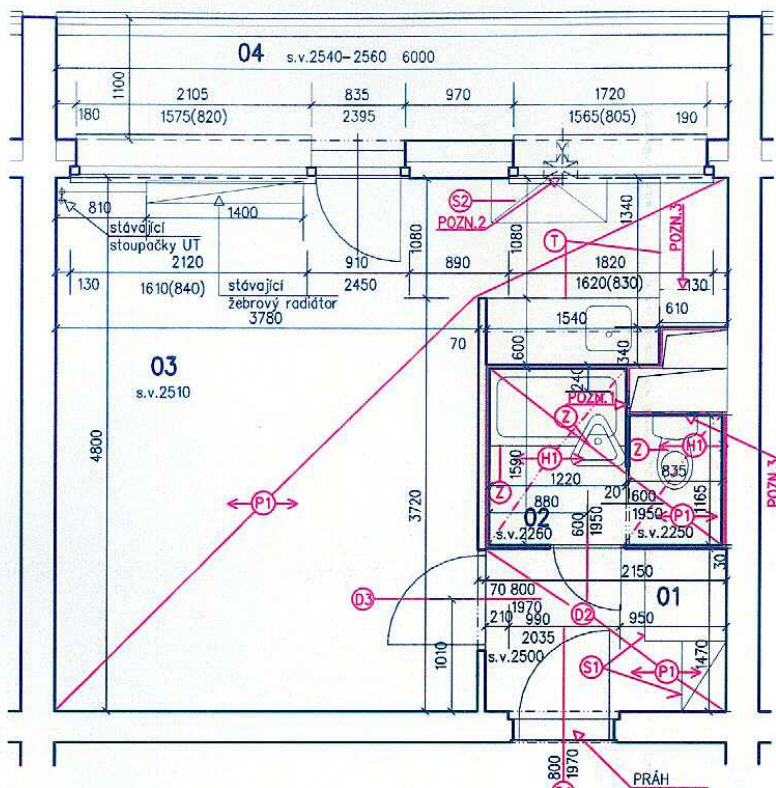 04 s.v.2540-2560 6000
1100
2105 835 970 1720
180 1575(820) 2395 1565(805) 190
810
1400
stávající
stoupačky UT
S2
POZN.2
1340
POZN.3
1080
1080
T
2120 910 890 1820
130 1610(840) stávající 2450 1620(830) 130
žebrový radiátor
3780
1540
610
70
600
340
03
s.v.2510
240
POZN.1
Z
H1
Z
H1
4800
3720
1590
835
POZN.3
1220
Z
880
20
600
1950
1165
P1
600
1950
P1
02
s.v.2260
s.v.2250
2150
30
D3
70 800
1970
D2
01
210 990 950
2035
s.v.2500
1010
S1
P1
1470
800
1970
PRÁH